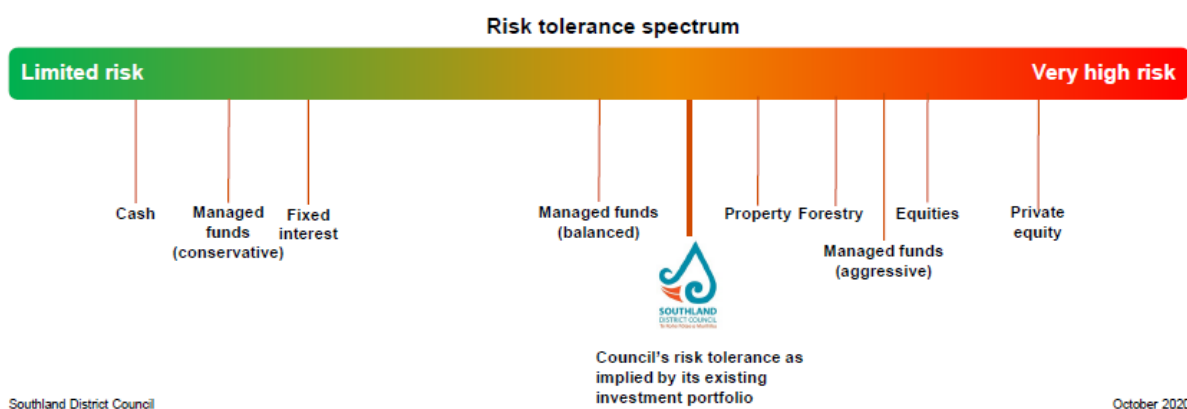 Risk tolerance spectrum
Limited risk
Very high risk
Cash
Managed
funds
(conservative)
Fixed
interest
Managed funds
(balanced)
Property
Forestry
Managed funds
(aggressive)
Equities
Private
equity
SOUTHLAND
DISTRICT COUNCIL
Council's risk tolerance as
implied by its existing
investment portfolio
Southland District Council
October 2020